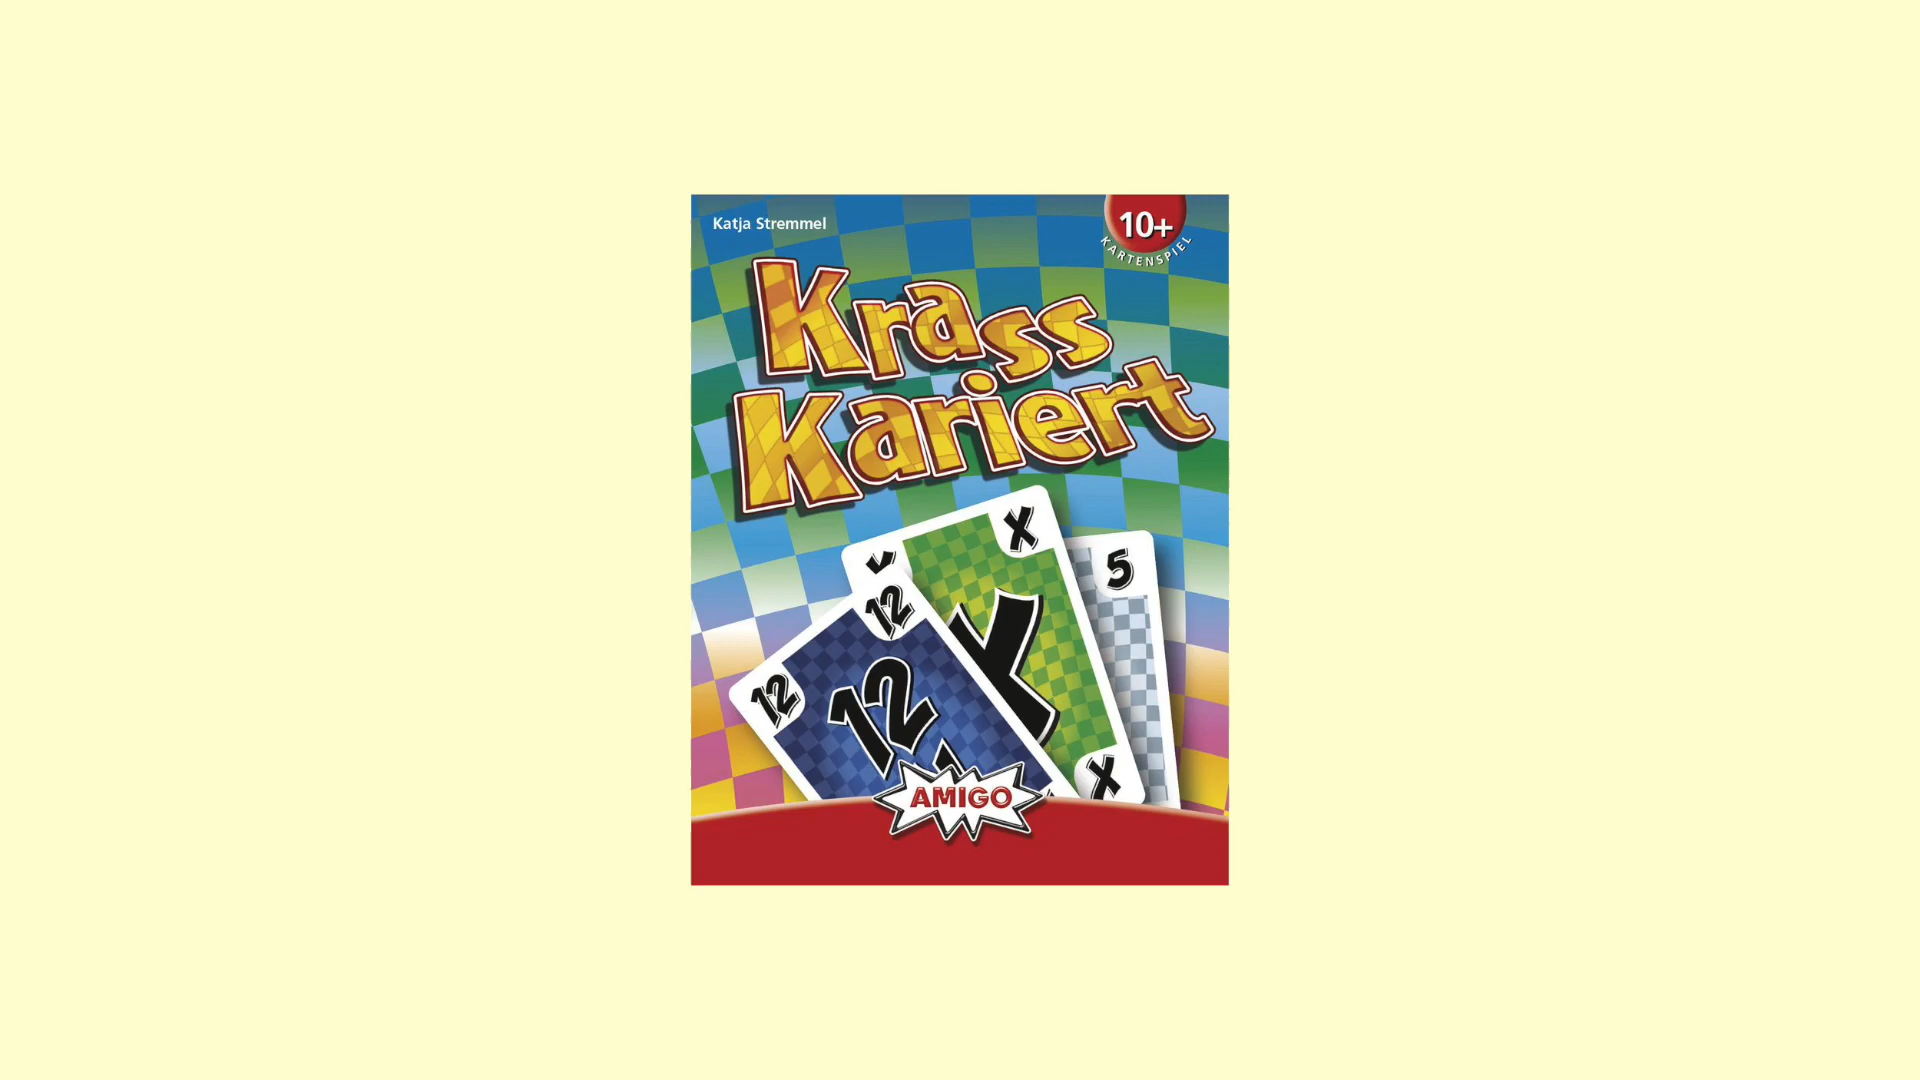 Katja Stremmel
10+
KARTENSPIEL
Krass
Kariert
X
5
12
K
12
12
X
AMIGO